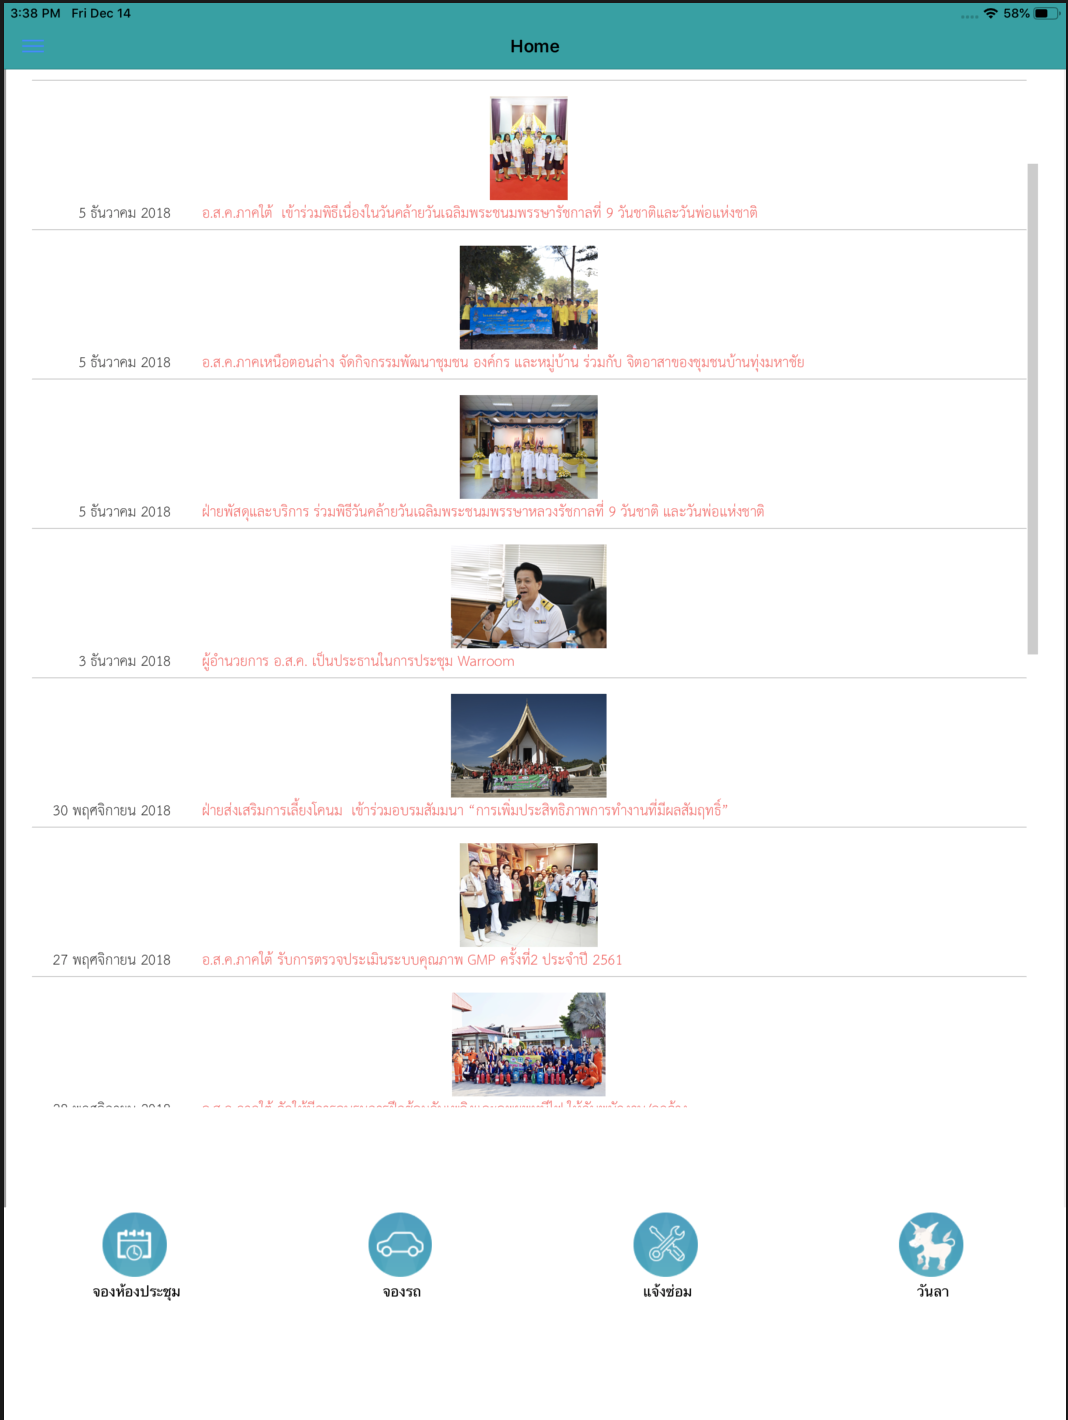 3:38 PM Fri Dec 14
58%
Home
5 ธันวาคม 2018 อ.ส.ค.ภาคใต้ เข้าร่วมพิธีเนื่องในวันคล้ายวันเฉลิมพระชนมพรรษารัชกาลที่ 9 วันชาติและวันพ่อแห่งชาติ
5 ธันวาคม 2018 อ.ส.ค.ภาคเหนือตอนล่าง จัดกิจกรรมพัฒนาชุมชน องค์กร และหมู่บ้าน ร่วมกับ จิตอาสาของชุมชนบ้านทุ่งมหาชัย
5 ธันวาคม 2018 ฝ่ายพัสดุและบริการ ร่วมพิธีวันคล้ายวันเฉลิมพระชนมพรรษาหลวงรัชกาลที่ 9 วันชาติ และวันพ่อแห่งชาติ
3 ธันวาคม 2018 ผู้อำนวยการ อ.ส.ค. เป็นประธานในการประชุม Warroom
30 พฤศจิกายน 2018 ฝ่ายส่งเสริมการเลี้ยงโคนม เข้าร่วมอบรมสัมมนา “การเพิ่มประสิทธิภาพการทำงานที่มีผลสัมฤทธิ์”
27 พฤศจิกายน 2018 อ.ส.ค.ภาคใต้ รับการตรวจประเมินระบบคุณภาพ GMP ครั้งที่2 ประจำปี 2561
จองห้องประชุม
จองรถ
แจ้งซ่อม
วันลา